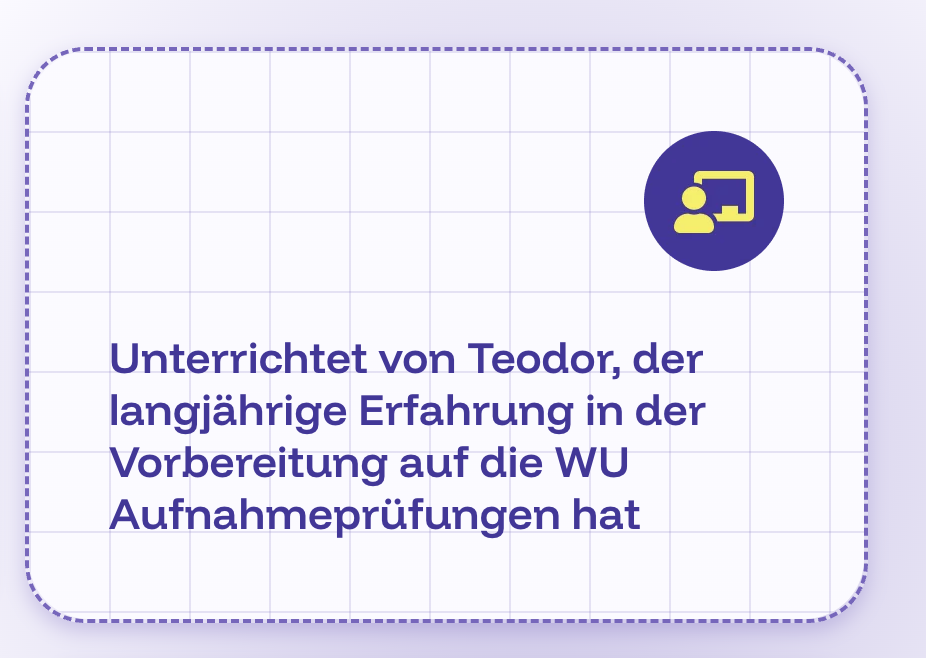 Unterrichtet von Teodor, der
langjährige Erfahrung in der
Vorbereitung auf die WU
Aufnahmeprüfungen hat